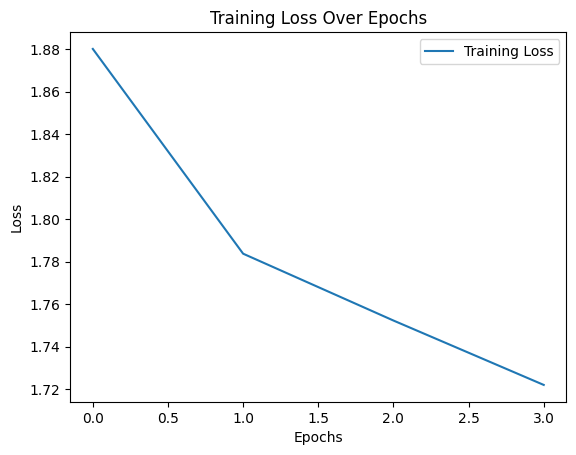 Training Loss Over Epochs
Training Loss
1.88
1.86
1.84
1.82
1.80
1.78
1.76
1.74
1.72
Loss
0.0 0.5 1.0 1.5 2.0 2.5 3.0
Epochs